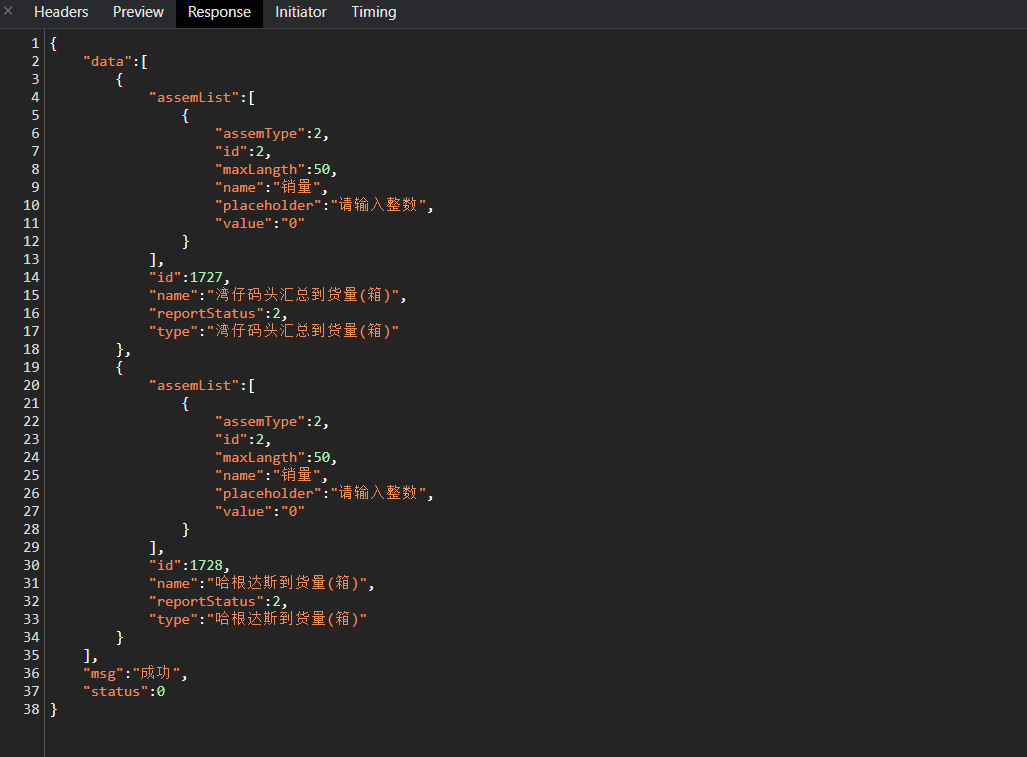 Headers Preview Response Initiator Timing
1 {
2 "data":[
3 {
4 "assemList":[
5 {
6 "assemType":2,
7 "id":2,
8 "maxLangth":50,
9 "name":"销量",
10 "placeholder":"请输入整数",
11 "value":"0"
12 }
13 ],
14 "id":1727,
15 "name":"湾仔码头汇总到货量(箱)",
16 "reportStatus":2,
17 "type":"湾仔码头汇总到货量(箱)"
18 },
19 {
20 "assemList":[
21 {
22 "assemType":2,
23 "id":2,
24 "maxLangth":50,
25 "name":"销量",
26 "placeholder":"请输入整数",
27 "value":"0"
28 }
29 ],
30 "id":1728,
31 "name":"哈根达斯到货量(箱)",
32 "reportStatus":2,
33 "type":"哈根达斯到货量(箱)"
34 }
35 ],
36 "msg":"成功",
37 "status":0
38 }